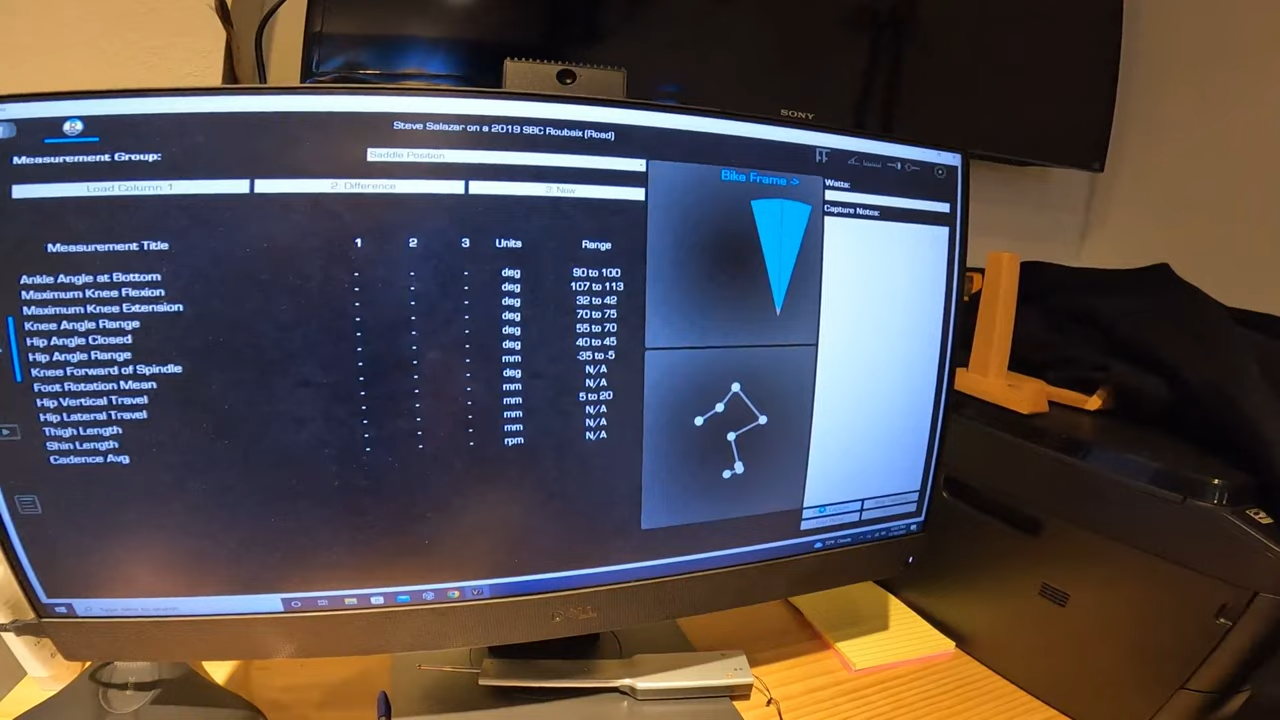 SONY
Steve Salazar on a 2019 SBC Roubaix (Road)
Measurement Group:
Saddle Position
Load Column 1
2: Difference
3: Now
Bike Frame ->
Watts:
Capture Notes:
Measurement Title 1 2 3 Units Range
Ankle Angle at Bottom - - - deg 90 to 100
Maximum Knee Flexion - - - deg 107 to 113
Maximum Knee Extension - - - deg 32 to 42
Knee Angle Range - - - deg 70 to 75
Hip Angle Closed - - - deg 55 to 70
Hip Angle Range - - - deg 40 to 45
Knee Forward of Spindle - - - mm -35 to -5
Foot Rotation Mean - - - deg N/A
Hip Vertical Travel - - - mm N/A
Hip Lateral Travel - - - mm 5 to 20
Thigh Length - - - mm N/A
Shin Length - - - mm N/A
Cadence Avg - - - rpm N/A
Type here to search
Cloudy
DELL